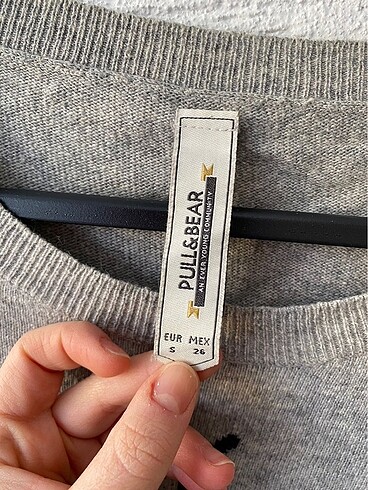 PULL&BEAR
AN EVER YOUNG COMMUNITY
EUR MEX
S 26